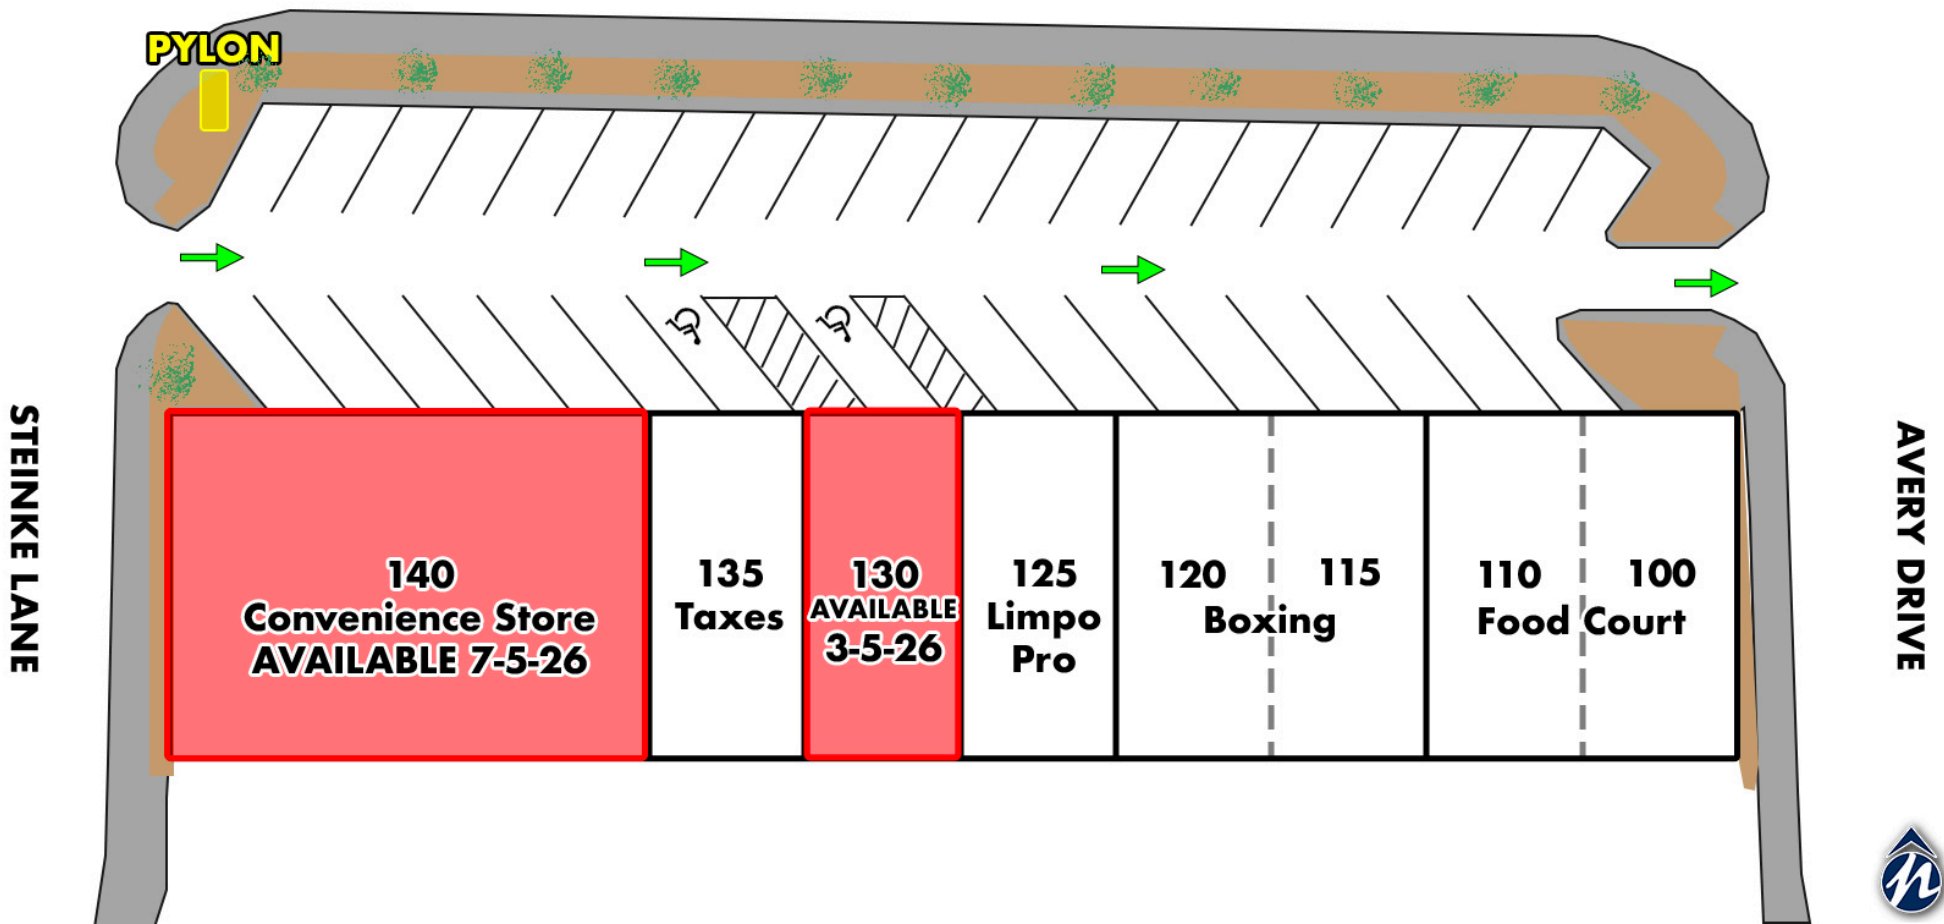 PYLON
STEINKE LANE
140
Convenience Store
AVAILABLE 7-5-26
135
Taxes
130
AVAILABLE
3-5-26
125
Limpo
Pro
120 115
Boxing
110 100
Food Court
AVERY DRIVE
n